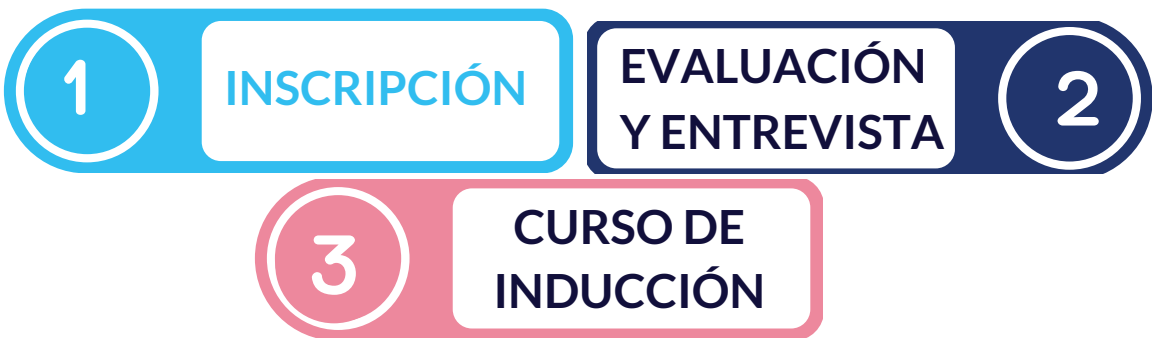 1
INSCRIPCIÓN
EVALUACIÓN
Y ENTREVISTA
2
3
CURSO DE
INDUCCIÓN